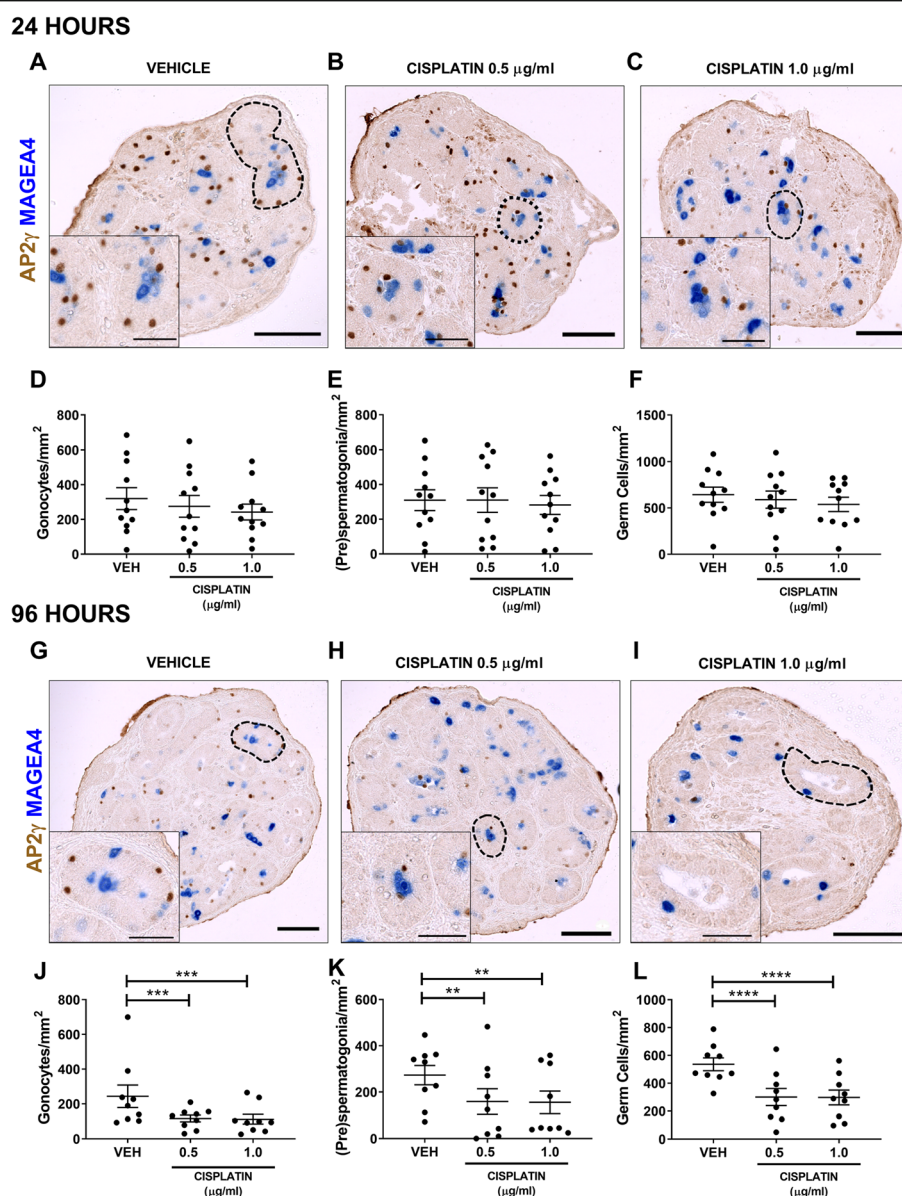 24 HOURS
A
VEHICLE
B
CISPLATIN 0.5 μg/ml
C
CISPLATIN 1.0 μg/ml
AP2γ MAGEA4
D
Gonocytes/mm²
800
600
400
200
0
VEH
0.5
1.0
CISPLATIN
(μg/ml)
E
(Pre)spermatogonia/mm²
800
600
400
200
0
VEH
0.5
1.0
CISPLATIN
(μg/ml)
F
Germ Cells/mm²
1500
1000
500
0
VEH
0.5
1.0
CISPLATIN
(μg/ml)
96 HOURS
G
VEHICLE
H
CISPLATIN 0.5 μg/ml
I
CISPLATIN 1.0 μg/ml
AP2γ MAGEA4
J
***
***
Gonocytes/mm²
800
600
400
200
0
VEH
0.5
1.0
CISPLATIN
(μg/ml)
K
**
**
(Pre)spermatogonia/mm²
600
400
200
0
VEH
0.5
1.0
CISPLATIN
(μg/ml)
L
****
****
Germ Cells/mm²
1000
800
600
400
200
0
VEH
0.5
1.0
CISPLATIN
(μg/ml)